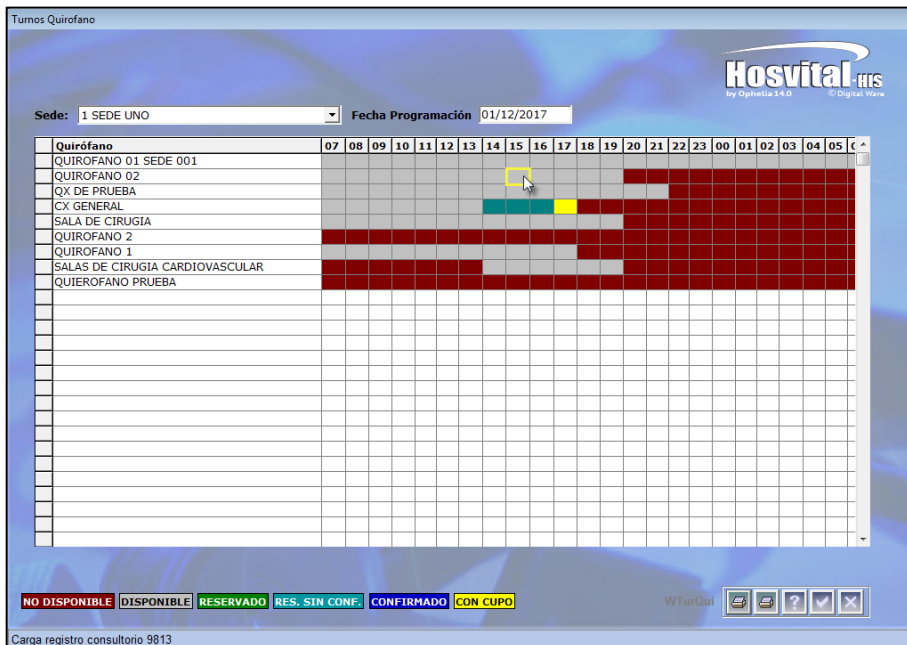 Turnos Quirofano
Hosvital-HIS
by Ophelia 14.0 © Digital Ware
Sede: 1 SEDE UNO Fecha Programación 01/12/2017
Quirófano 07 08 09 10 11 12 13 14 15 16 17 18 19 20 21 22 23 00 01 02 03 04 05
QUIROFANO 01 SEDE 001
QUIROFANO 02
QX DE PRUEBA
CX GENERAL
SALA DE CIRUGIA
QUIROFANO 2
QUIROFANO 1
SALAS DE CIRUGIA CARDIOVASCULAR
QUIEROFANO PRUEBA
NO DISPONIBLE DISPONIBLE RESERVADO RES. SIN CONF. CONFIRMADO CON CUPO WTurQui ?
Carga registro consultorio 9813